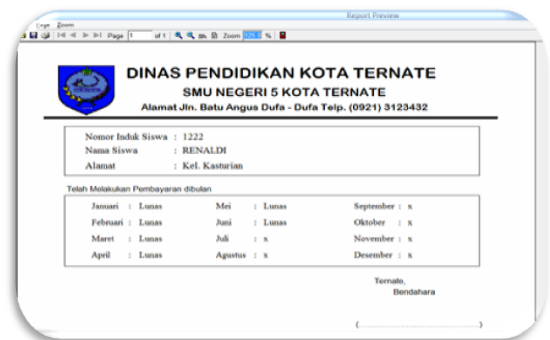 Report Preview
Page Zoom
Page 1 of 1 Zoom %
DINAS PENDIDIKAN KOTA TERNATE
SMU NEGERI 5 KOTA TERNATE
Alamat Jln. Batu Angus Dufa - Dufa Telp. (0921) 3123432
Nomor Induk Siswa : 1222
Nama Siswa : RENALDI
Alamat : Kel. Kasturian
Telah Melakukan Pembayaran dibulan
Januari : Lunas Mei : Lunas September : x
Februari : Lunas Juni : Lunas Oktober : x
Maret : Lunas Juli : x November : x
April : Lunas Agustus : x Desember : x
Ternate,
Bendahara
(........................................)